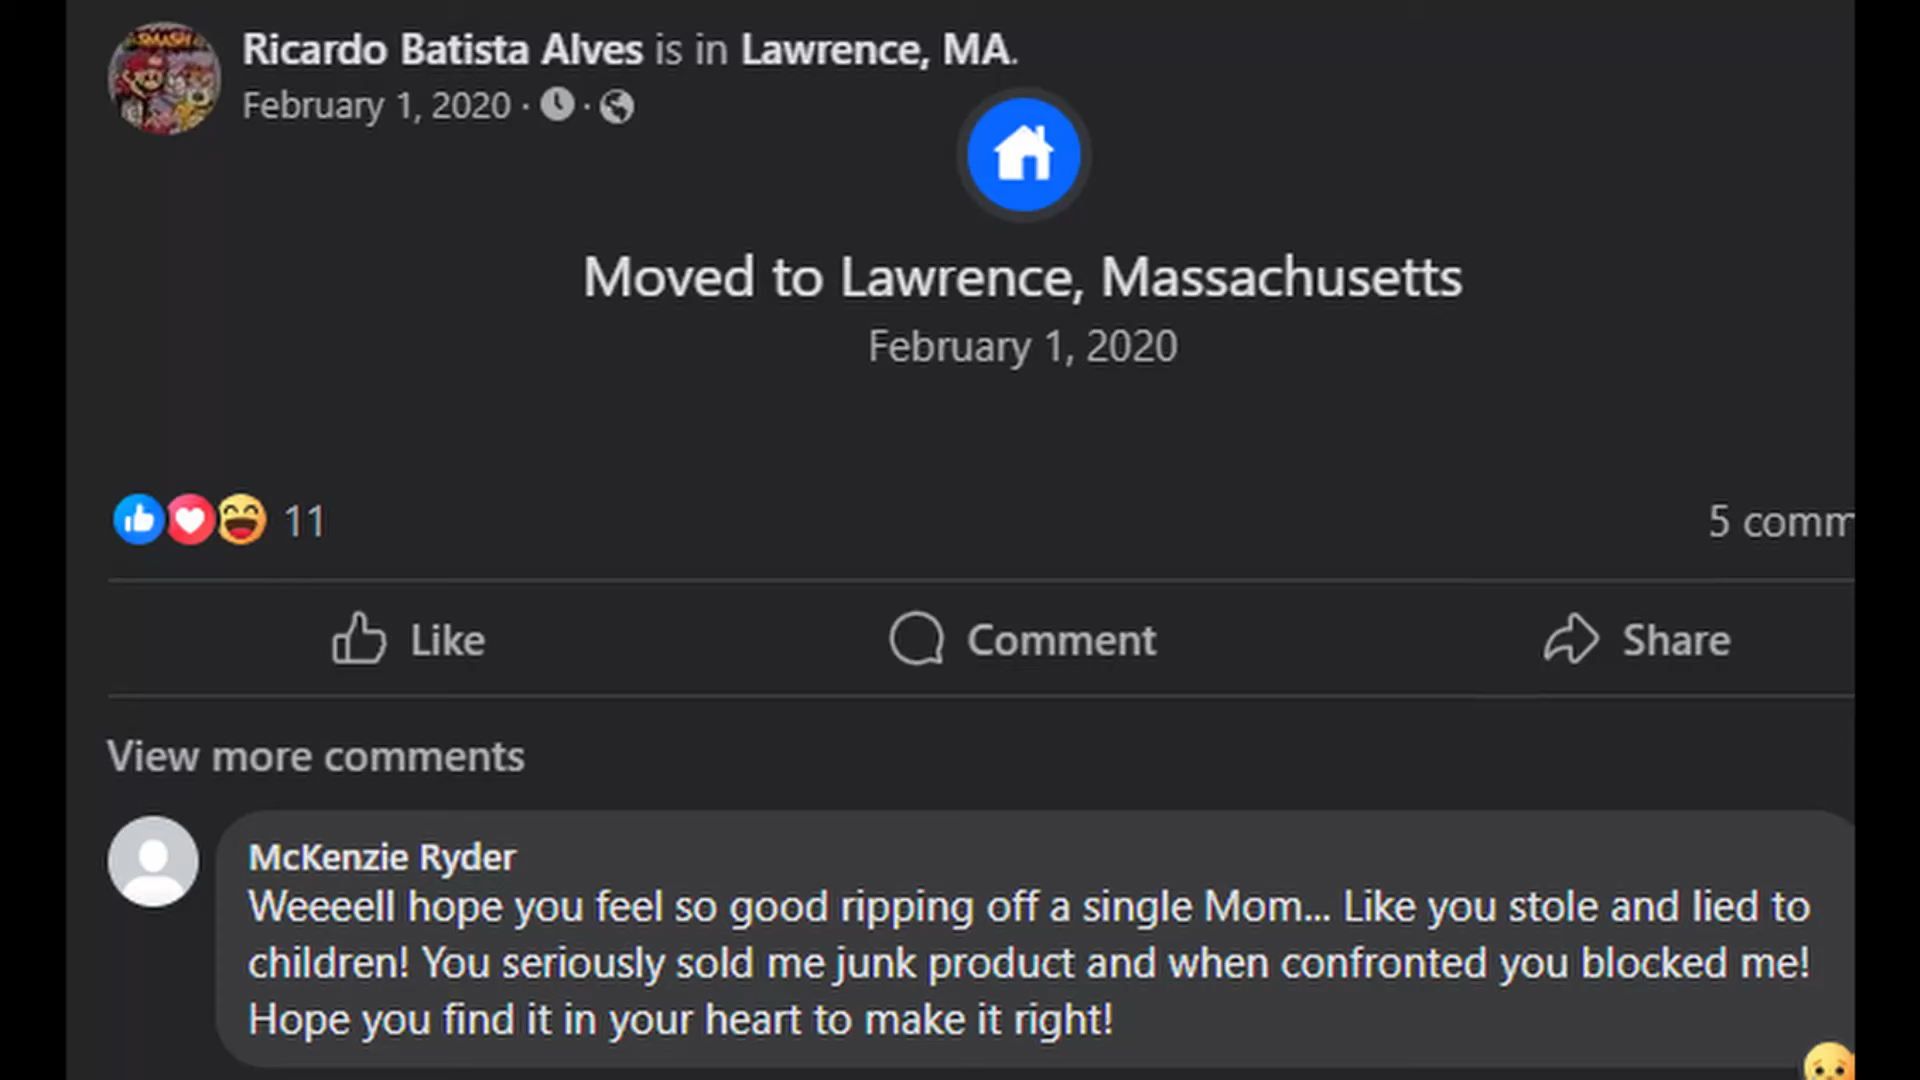 SMASH
Ricardo Batista Alves is in Lawrence, MA.
February 1, 2020 · ·
Moved to Lawrence, Massachusetts
February 1, 2020
11
5 comm
Like
Comment
Share
View more comments
McKenzie Ryder
Weeeell hope you feel so good ripping off a single Mom... Like you stole and lied to
children! You seriously sold me junk product and when confronted you blocked me!
Hope you find it in your heart to make it right!